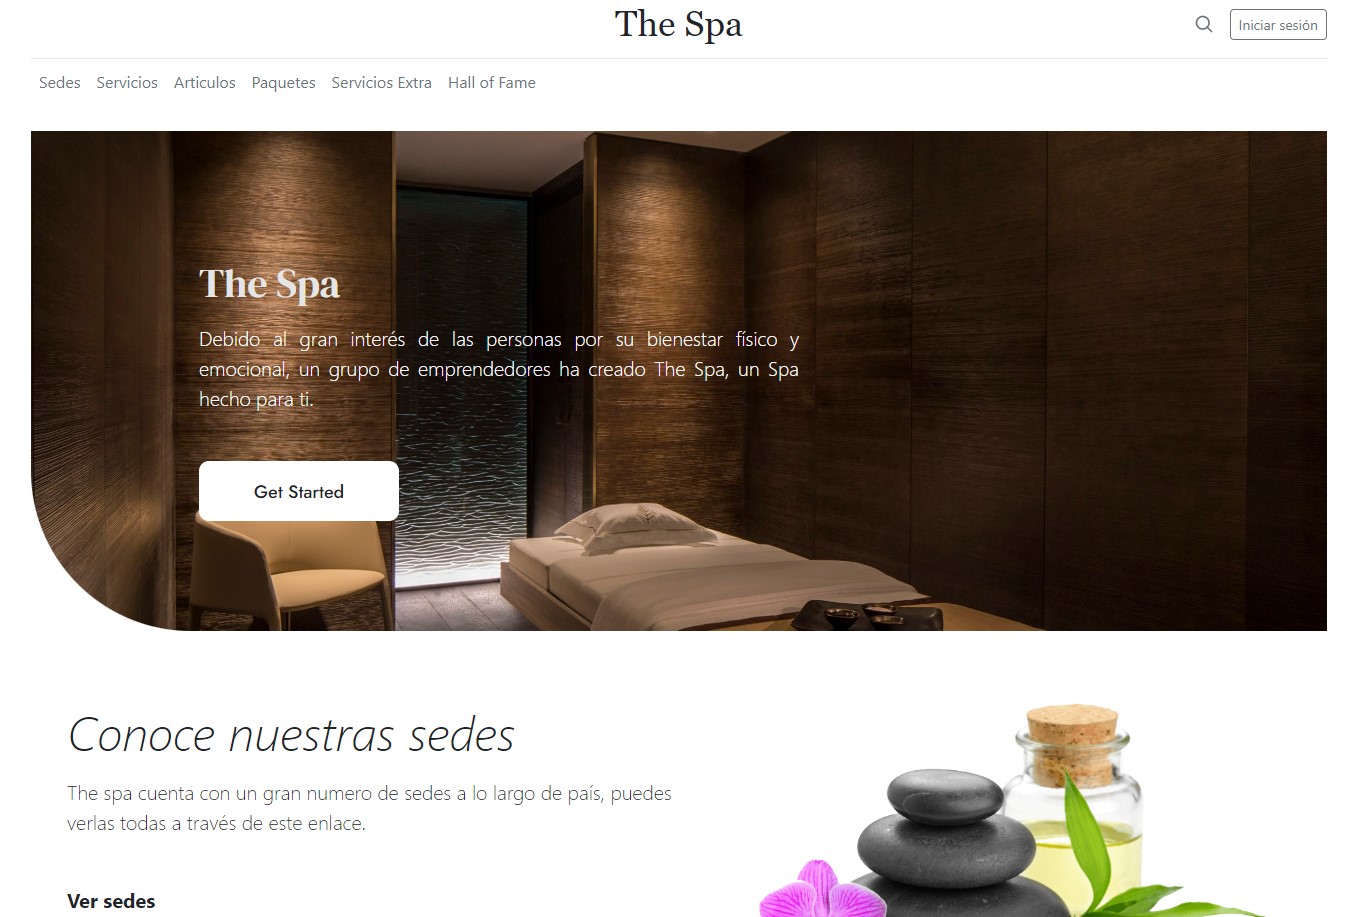 The Spa
Iniciar sesión
Sedes Servicios Articulos Paquetes Servicios Extra Hall of Fame
The Spa
Debido al gran interés de las personas por su bienestar físico y
emocional, un grupo de emprendedores ha creado The Spa, un Spa
hecho para ti.
Get Started
Conoce nuestras sedes
The spa cuenta con un gran numero de sedes a lo largo de país, puedes
verlas todas a través de este enlace.
Ver sedes